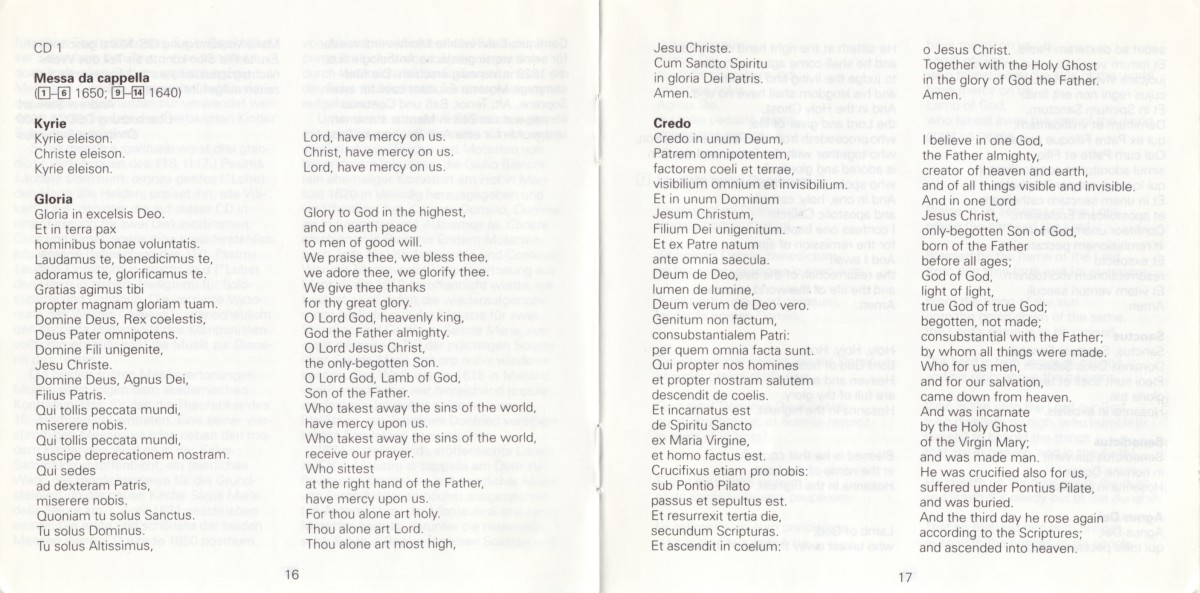 CD 1
Messa da cappella
(1–6 1650; 9–14 1640)
Kyrie
Kyrie eleison.
Christe eleison.
Kyrie eleison.
Lord, have mercy on us.
Christ, have mercy on us.
Lord, have mercy on us.
Gloria
Gloria in excelsis Deo.
Et in terra pax
hominibus bonae voluntatis.
Laudamus te, benedicimus te,
adoramus te, glorificamus te.
Gratias agimus tibi
propter magnam gloriam tuam.
Domine Deus, Rex coelestis,
Deus Pater omnipotens.
Domine Fili unigenite,
Jesu Christe.
Domine Deus, Agnus Dei,
Filius Patris.
Qui tollis peccata mundi,
miserere nobis.
Qui tollis peccata mundi,
suscipe deprecationem nostram.
Qui sedes
ad dexteram Patris,
miserere nobis.
Quoniam tu solus Sanctus.
Tu solus Dominus.
Tu solus Altissimus,
Glory to God in the highest,
and on earth peace
to men of good will.
We praise thee, we bless thee,
we adore thee, we glorify thee.
We give thee thanks
for thy great glory.
O Lord God, heavenly king,
God the Father almighty.
O Lord Jesus Christ,
the only-begotten Son.
O Lord God, Lamb of God,
Son of the Father.
Who takest away the sins of the world,
have mercy upon us.
Who takest away the sins of the world,
receive our prayer.
Who sittest
at the right hand of the Father,
have mercy upon us.
For thou alone art holy.
Thou alone art Lord.
Thou alone art most high,
16
Jesu Christe.
Cum Sancto Spiritu
in gloria Dei Patris.
Amen.
o Jesus Christ.
Together with the Holy Ghost
in the glory of God the Father.
Amen.
Credo
Credo in unum Deum,
Patrem omnipotentem,
factorem coeli et terrae,
visibilium omnium et invisibilium.
Et in unum Dominum
Jesum Christum,
Filium Dei unigenitum.
Et ex Patre natum
ante omnia saecula.
Deum de Deo,
lumen de lumine,
Deum verum de Deo vero.
Genitum non factum,
consubstantialem Patri:
per quem omnia facta sunt.
Qui propter nos homines
et propter nostram salutem
descendit de coelis.
Et incarnatus est
de Spiritu Sancto
ex Maria Virgine,
et homo factus est.
Crucifixus etiam pro nobis:
sub Pontio Pilato
passus et sepultus est.
Et resurrexit tertia die,
secundum Scripturas.
Et ascendit in coelum:
I believe in one God,
the Father almighty,
creator of heaven and earth,
and of all things visible and invisible.
And in one Lord
Jesus Christ,
only-begotten Son of God,
born of the Father
before all ages;
God of God,
light of light,
true God of true God;
begotten, not made;
consubstantial with the Father;
by whom all things were made.
Who for us men,
and for our salvation,
came down from heaven.
And was incarnate
by the Holy Ghost
of the Virgin Mary;
and was made man.
He was crucified also for us,
suffered under Pontius Pilate,
and was buried.
And the third day he rose again
according to the Scriptures;
and ascended into heaven.
17